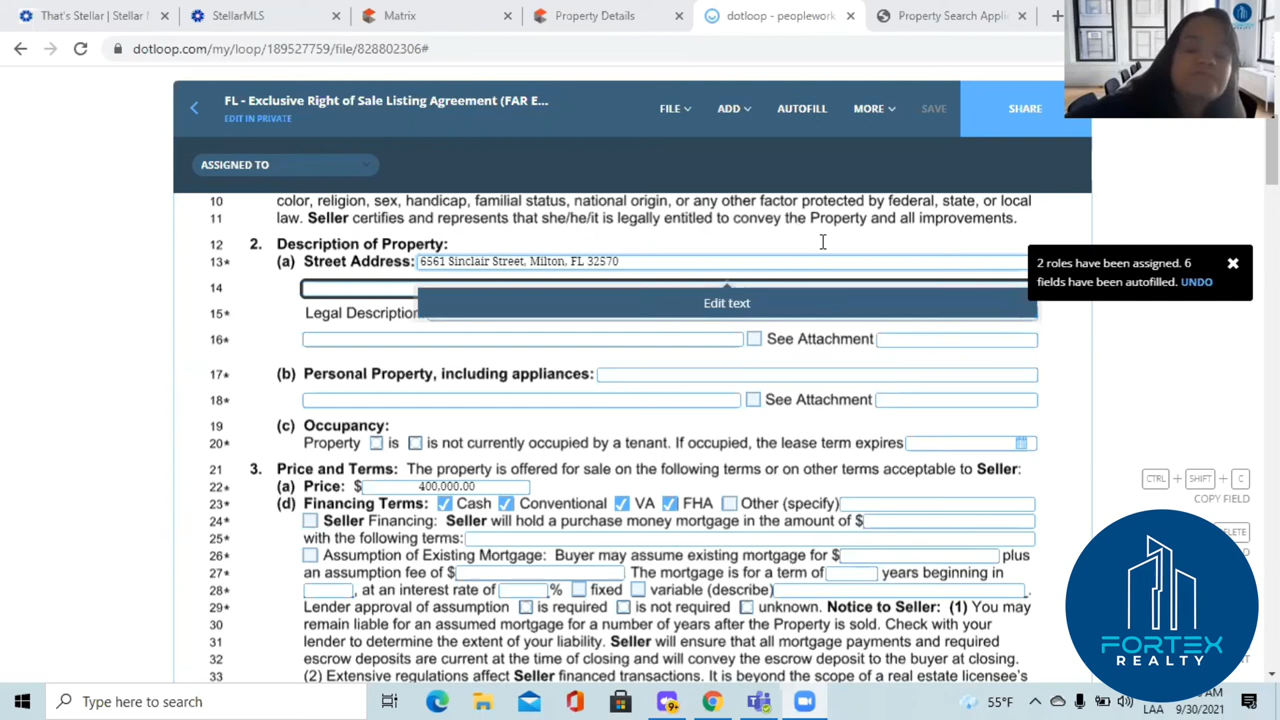 That's Stellar | Stellar M
StellarMLS
Matrix
Property Details
dotloop - peoplework
Property Search Appli
dotloop.com/my/loop/189527759/file/828802306#
FL - Exclusive Right of Sale Listing Agreement (FAR E...
EDIT IN PRIVATE
FILE
ADD
AUTOFILL
MORE
SAVE
SHARE
ASSIGNED TO
10 color, religion, sex, handicap, familial status, national origin, or any other factor protected by federal, state, or local
11 law. Seller certifies and represents that she/he/it is legally entitled to convey the Property and all improvements.
12 2. Description of Property:
13* (a) Street Address: 6561 Sinclair Street, Milton, FL 32570
14
Edit text
15* Legal Description
16* See Attachment
17* (b) Personal Property, including appliances:
18* See Attachment
19 (c) Occupancy:
20* Property is is not currently occupied by a tenant. If occupied, the lease term expires
21 3. Price and Terms: The property is offered for sale on the following terms or on other terms acceptable to Seller:
22* (a) Price: $ 400,000.00
23* (d) Financing Terms: Cash Conventional VA FHA Other (specify)
24* Seller Financing: Seller will hold a purchase money mortgage in the amount of $
25* with the following terms:
26* Assumption of Existing Mortgage: Buyer may assume existing mortgage for $ plus
27* an assumption fee of $ The mortgage is for a term of years beginning in
28* , at an interest rate of % fixed variable (describe) .
29* Lender approval of assumption is required is not required unknown. Notice to Seller: (1) You may
30 remain liable for an assumed mortgage for a number of years after the Property is sold. Check with your
31 lender to determine the extent of your liability. Seller will ensure that all mortgage payments and required
32 escrow deposits are current at the time of closing and will convey the escrow deposit to the buyer at closing.
33 (2) Extensive regulations affect Seller financed transactions. It is beyond the scope of a real estate licensee's
2 roles have been assigned. 6
fields have been autofilled. UNDO
CTRL + SHIFT + C
COPY FIELD
FORTEX
REALTY
Type here to search
9+
55°F
LAA
9/30/2021